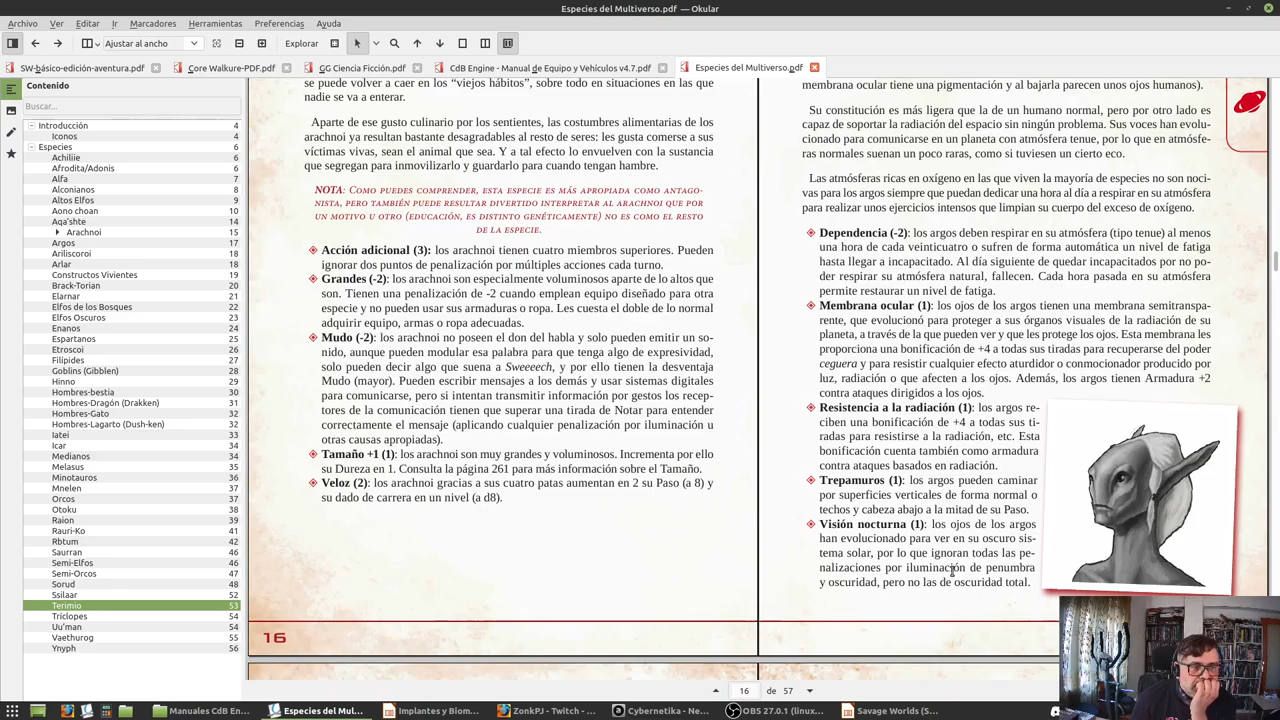 Especies del Multiverso.pdf — Okular
Archivo Ver Editar Ir Marcadores Herramientas Preferencias Ayuda
Ajustar al ancho Explorar
SW-básico-edición-aventura.pdf Core Walkure-PDF.pdf GG Ciencia Ficción.pdf CdB Engine - Manual de Equipo y Vehículos v4.7.pdf Especies del Multiverso.pdf
Contenido
Buscar...
Introducción 4
Iconos 4
Especies 6
Achiliie 6
Afrodita/Adonis 6
Alfa 7
Alconianos 8
Altos Elfos 9
Aono choan 10
Aqa'shte 14
Arachnoi 15
Argos 17
Ariliscoroi 18
Arlar 18
Constructos Vivientes 19
Brack-Torian 20
Elarnar 21
Elfos de los Bosques 22
Elfos Oscuros 23
Enanos 24
Espartanos 25
Etroscoi 26
Filípides 27
Goblins (Gibblen) 28
Hinno 29
Hombres-bestia 30
Hombres-Dragón (Drakken) 31
Hombres-Gato 32
Hombres-Lagarto (Dush-ken) 32
Iatei 33
Icar 34
Medianos 34
Melasus 35
Minotauros 36
Mnelen 37
Orcos 37
Otoku 38
Raion 39
Rauri-Ko 41
Rbtum 42
Saurran 46
Semi-Elfos 46
Semi-Orcos 47
Sorud 48
Ssilaar 52
Terimio 53
Tríclopes 54
Uu'man 54
Vaethurog 55
Ynyph 56
se puede volver a caer en los “viejos hábitos”, sobre todo en situaciones en las que
nadie se va a enterar.
Aparte de ese gusto culinario por los sentientes, las costumbres alimentarias de los
arachnoi ya resultan bastante desagradables al resto de seres: les gusta comerse a sus
víctimas vivas, sean el animal que sea. Y a tal efecto lo envuelven con la sustancia
que segregan para inmovilizarlo y guardarlo para cuando tengan hambre.
NOTA: Como puedes comprender, esta especie es más apropiada como antago-
nista, pero también puede resultar divertido interpretar al arachnoi que por
un motivo u otro (educación, es distinto genéticamente) no es como el resto
de la especie.
Acción adicional (3): los arachnoi tienen cuatro miembros superiores. Pueden
ignorar dos puntos de penalización por múltiples acciones cada turno.
Grandes (-2): los arachnoi son especialmente voluminosos aparte de lo altos que
son. Tienen una penalización de -2 cuando emplean equipo diseñado para otra
especie y no pueden usar sus armaduras o ropa. Les cuesta el doble de lo normal
adquirir equipo, armas o ropa adecuadas.
Mudo (-2): los arachnoi no poseen el don del habla y solo pueden emitir un so-
nido, aunque pueden modular esa palabra para que tenga algo de expresividad,
solo pueden decir algo que suena a Sweeeech, y por ello tienen la desventaja
Mudo (mayor). Pueden escribir mensajes a los demás y usar sistemas digitales
para comunicarse, pero si intentan transmitir información por gestos los recep-
tores de la comunicación tienen que superar una tirada de Notar para entender
correctamente el mensaje (aplicando cualquier penalización por iluminación u
otras causas apropiadas).
Tamaño +1 (1): los arachnoi son muy grandes y voluminosos. Incrementa por ello
su Dureza en 1. Consulta la página 261 para más información sobre el Tamaño.
Veloz (2): los arachnoi gracias a sus cuatro patas aumentan en 2 su Paso (a 8) y
su dado de carrera en un nivel (a d8).
16
membrana ocular tiene una pigmentación y al bajarla parecen unos ojos humanos).
Su constitución es más ligera que la de un humano normal, pero por otro lado es
capaz de soportar la radiación del espacio sin ningún problema. Sus voces han evolu-
cionado para comunicarse en un planeta con atmósfera tenue, por lo que en atmósfe-
ras normales suenan un poco raras, como si tuviesen un cierto eco.
Las atmósferas ricas en oxígeno en las que viven la mayoría de especies no son noci-
vas para los argos siempre que puedan dedicar una hora al día a respirar en su atmósfera
para realizar unos ejercicios intensos que limpian su cuerpo del exceso de oxígeno.
Dependencia (-2): los argos deben respirar en su atmósfera (tipo tenue) al menos
una hora de cada veinticuatro o sufren de forma automática un nivel de fatiga
hasta llegar a incapacitado. Al día siguiente de quedar incapacitados por no po-
der respirar su atmósfera natural, fallecen. Cada hora pasada en su atmósfera
permite restaurar un nivel de fatiga.
Membrana ocular (1): los ojos de los argos tienen una membrana semitranspa-
rente, que evolucionó para proteger a sus órganos visuales de la radiación de su
planeta, a través de la que pueden ver y que les protege los ojos. Esta membrana les
proporciona una bonificación de +4 a todas sus tiradas para recuperarse del poder
ceguera y para resistir cualquier efecto aturdidor o conmocionador producido por
luz, radiación o que afecten a los ojos. Además, los argos tienen Armadura +2
contra ataques dirigidos a los ojos.
Resistencia a la radiación (1): los argos re-
ciben una bonificación de +4 a todas sus ti-
radas para resistirse a la radiación, etc. Esta
bonificación cuenta también como armadura
contra ataques basados en radiación.
Trepamuros (1): los argos pueden caminar
por superficies verticales de forma normal o
techos y cabeza abajo a la mitad de su Paso.
Visión nocturna (1): los ojos de los argos
han evolucionado para ver en su oscuro sis-
tema solar, por lo que ignoran todas las pe-
nalizaciones por iluminación de penumbra
y oscuridad, pero no las de oscuridad total.
16 de 57
Manuales CdB En... Especies del Mul... Implantes y Biom... ZonkPJ - Twitch - ... Cybernetika - Ne... OBS 27.0.1 (linux... Savage Worlds (S...